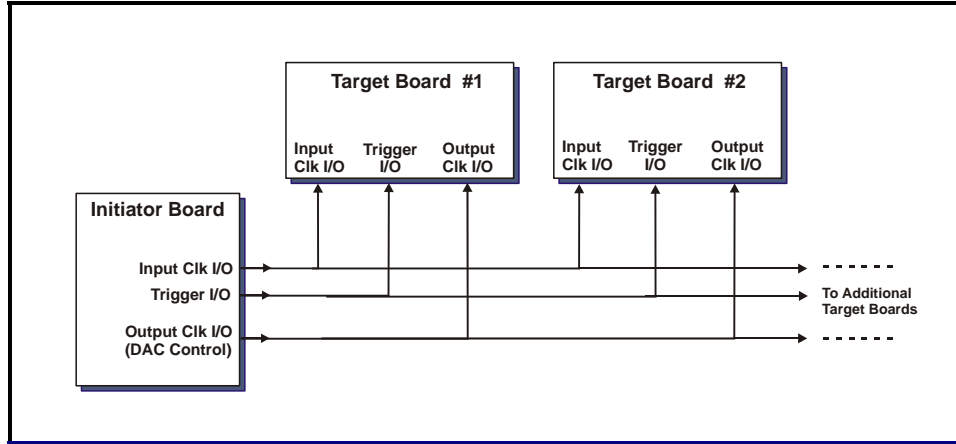 Target Board #1
Input Clk I/O
Trigger I/O
Output Clk I/O
Target Board #2
Input Clk I/O
Trigger I/O
Output Clk I/O
Initiator Board
Input Clk I/O
Trigger I/O
Output Clk I/O
(DAC Control)
To Additional
Target Boards